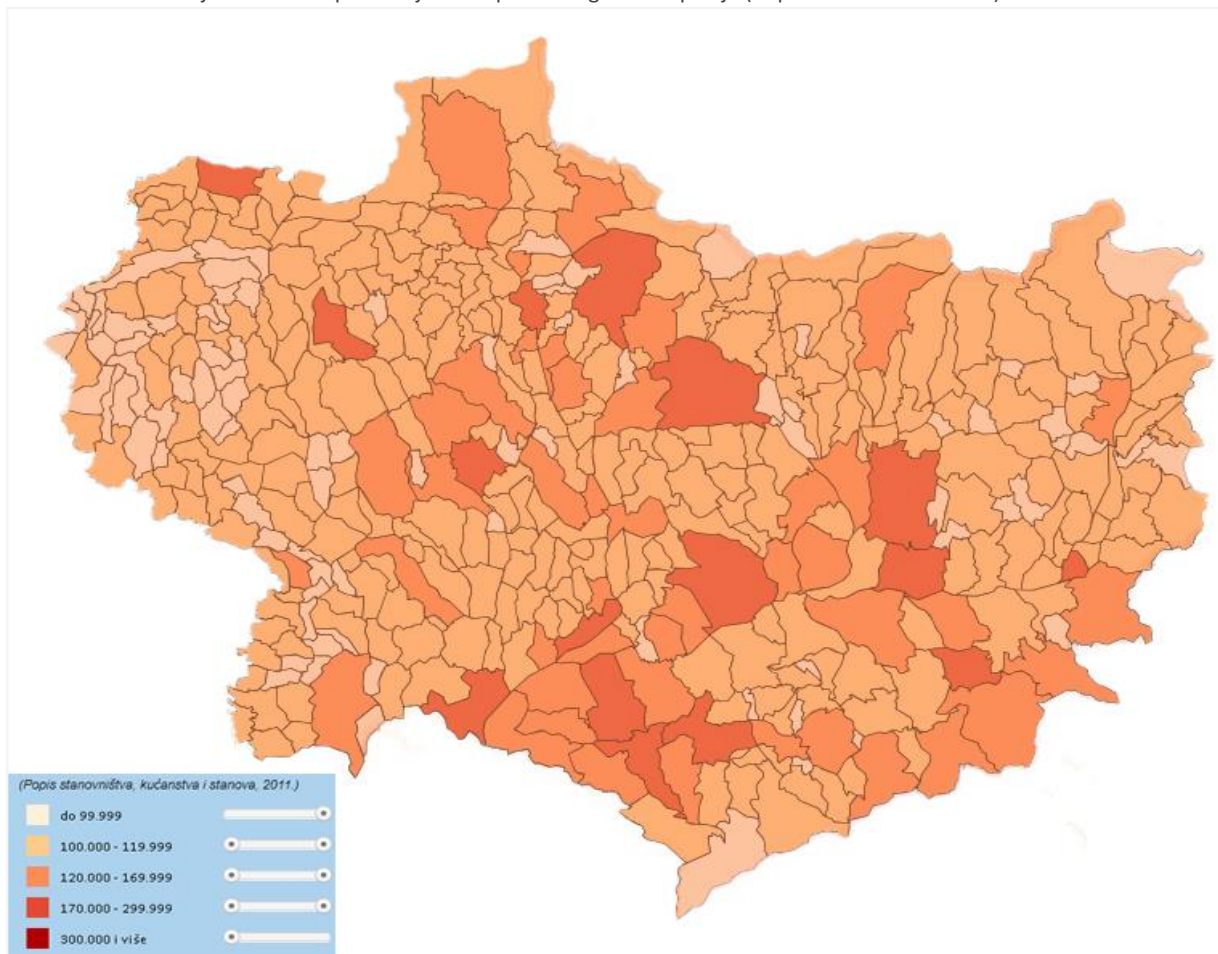 (Popis stanovništva, kućanstva i stanova, 2011.)
do 99.999
100.000 - 119.999
120.000 - 169.999
170.000 - 299.999
300.000 i više